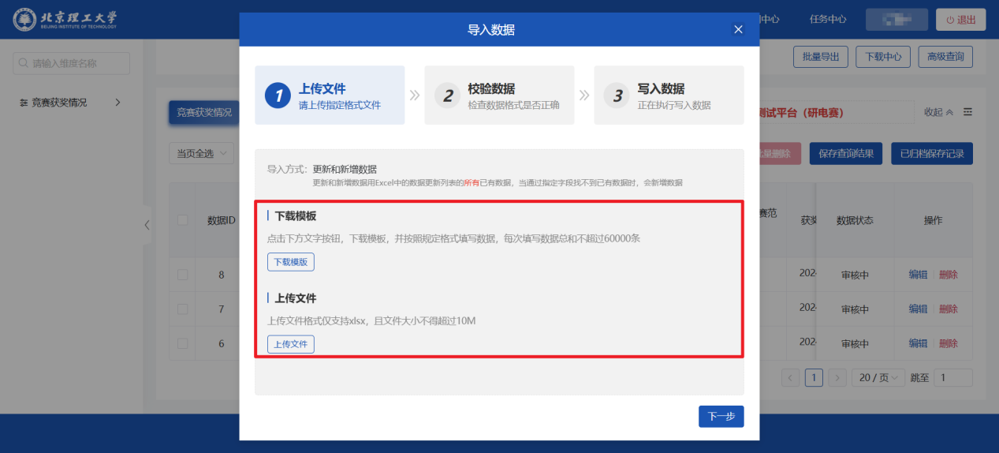 北京理工大学
BEIJING INSTITUTE OF TECHNOLOGY
中心
任务中心
退出
请输入维度名称
竞赛获奖情况
批量导出
下载中心
高级查询
竞赛获奖情况
测试平台（研电赛）
收起
当页全选
批量删除
保存查询结果
已归档保存记录
数据ID
赛范
获奖
数据状态
操作
8
202
审核中
编辑
删除
7
202
审核中
编辑
删除
6
202
审核中
编辑
删除
1
20 / 页
跳至
1
导入数据
1
上传文件
请上传指定格式文件
2
校验数据
检查数据格式是否正确
3
写入数据
正在执行写入数据
导入方式：更新和新增数据
更新和新增数据用Excel中的数据更新列表的所有已有数据，当通过指定字段找不到已有数据时，会新增数据
下载模板
点击下方文字按钮，下载模板，并按照规定格式填写数据，每次填写数据总和不超过60000条
下载模版
上传文件
上传文件格式仅支持xlsx，且文件大小不得超过10M
上传文件
下一步